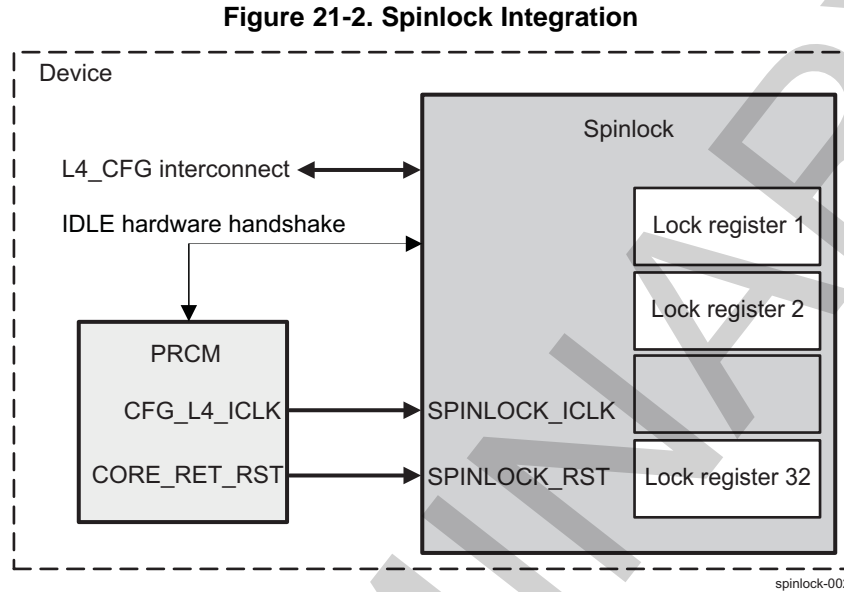 Figure 21-2. Spinlock Integration
Device
Spinlock
L4_CFG interconnect
IDLE hardware handshake
Lock register 1
Lock register 2
PRCM
CFG_L4_ICLK
SPINLOCK_ICLK
CORE_RET_RST
SPINLOCK_RST
Lock register 32